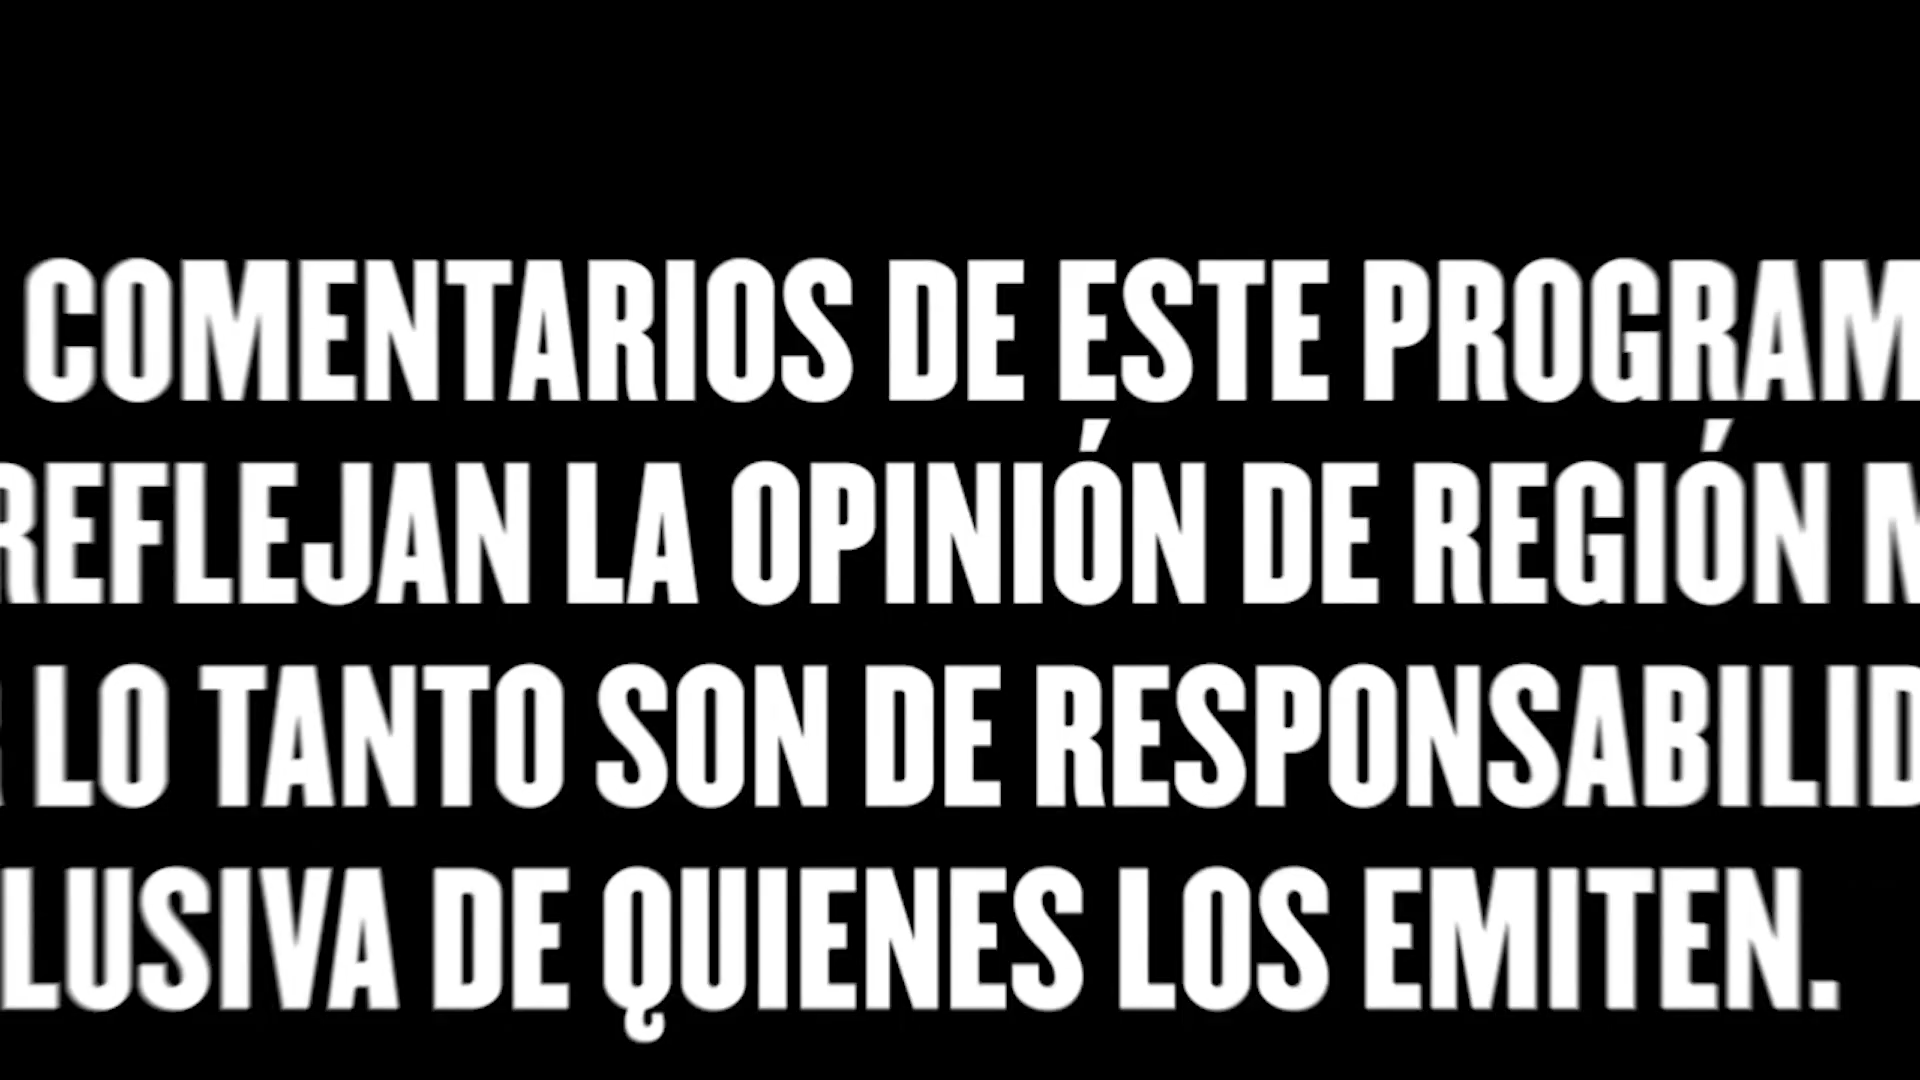 COMENTARIOS DE ESTE PROGRAM
REFLEJAN LA OPINIÓN DE REGIÓN M
LO TANTO SON DE RESPONSABILID
LUSIVA DE QUIENES LOS EMITEN.